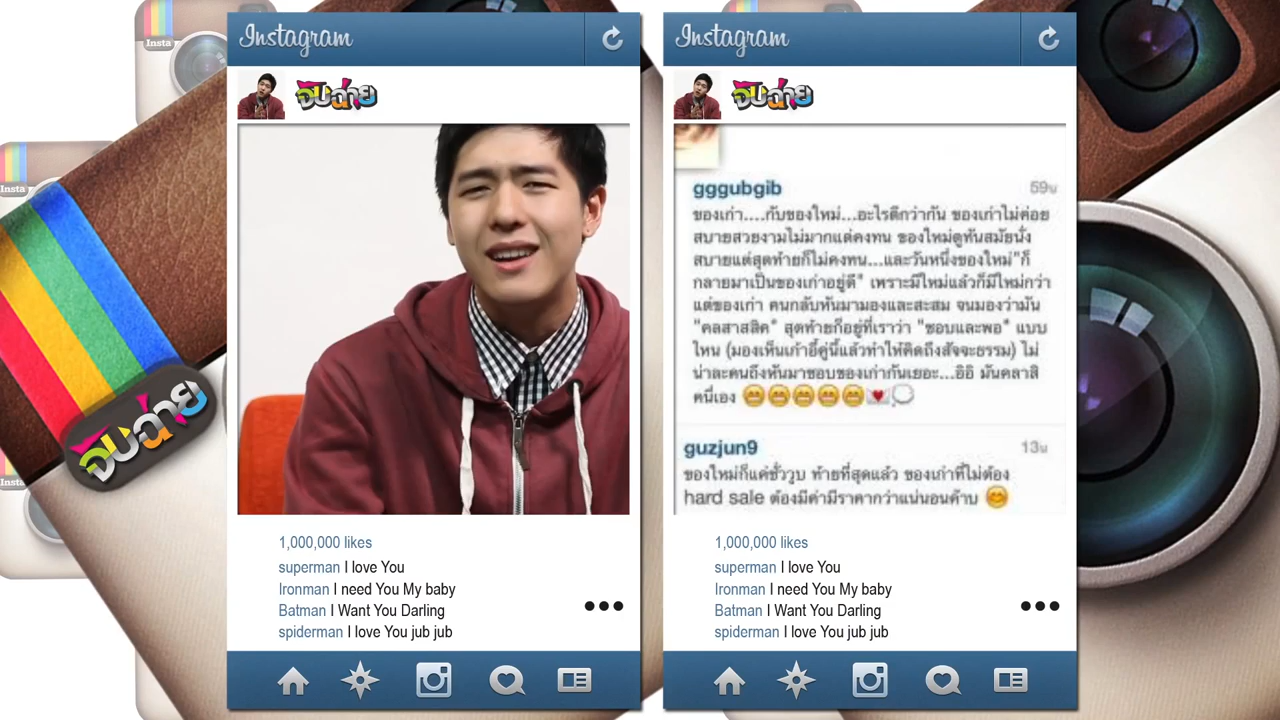 Insta
Insta
Insta
จับฉ่าย
Instagram
จับฉ่าย
1,000,000 likes
superman I love You
Ironman I need You My baby
Batman I Want You Darling
spiderman I love You jub jub
Instagram
จับฉ่าย
gggubgib 59น
ของเก่า....กับของใหม่...อะไรดีกว่ากัน ของเก่าไม่ค่อย
สบายสวยงามไม่มากแต่คงทน ของใหม่ดูทันสมัยนั่ง
สบายแต่สุดท้ายก็ไม่คงทน...และวันหนึ่งของใหม่"ก็
กลายมาเป็นของเก่าอยู่ดี" เพราะมีใหม่แล้วก็มีใหม่กว่า
แต่ของเก่า คนกลับหันมามองและสะสม จนมองว่ามัน
"คลสาสสิค" สุดท้ายก็อยู่ที่เราว่า "ชอบและพอ" แบบ
ไหน (มองเห็นเก้าอี้คู่นี้แล้วทำให้คิดถึงสัจจะธรรม) ไม่
น่าละคนถึงหันมาชอบของเก่ากันเยอะ...อิอิ มันคลาสิ
คนี่เอง 😁😁😁😁😁💌💭
guzjun9 13น
ของใหม่ก็แค่ชั่ววูบ ท้ายที่สุดแล้ว ของเก่าที่ไม่ต้อง
hard sale ต้องมีค่ามีราคากว่าแน่นอนค้าบ 😊
1,000,000 likes
superman I love You
Ironman I need You My baby
Batman I Want You Darling
spiderman I love You jub jub